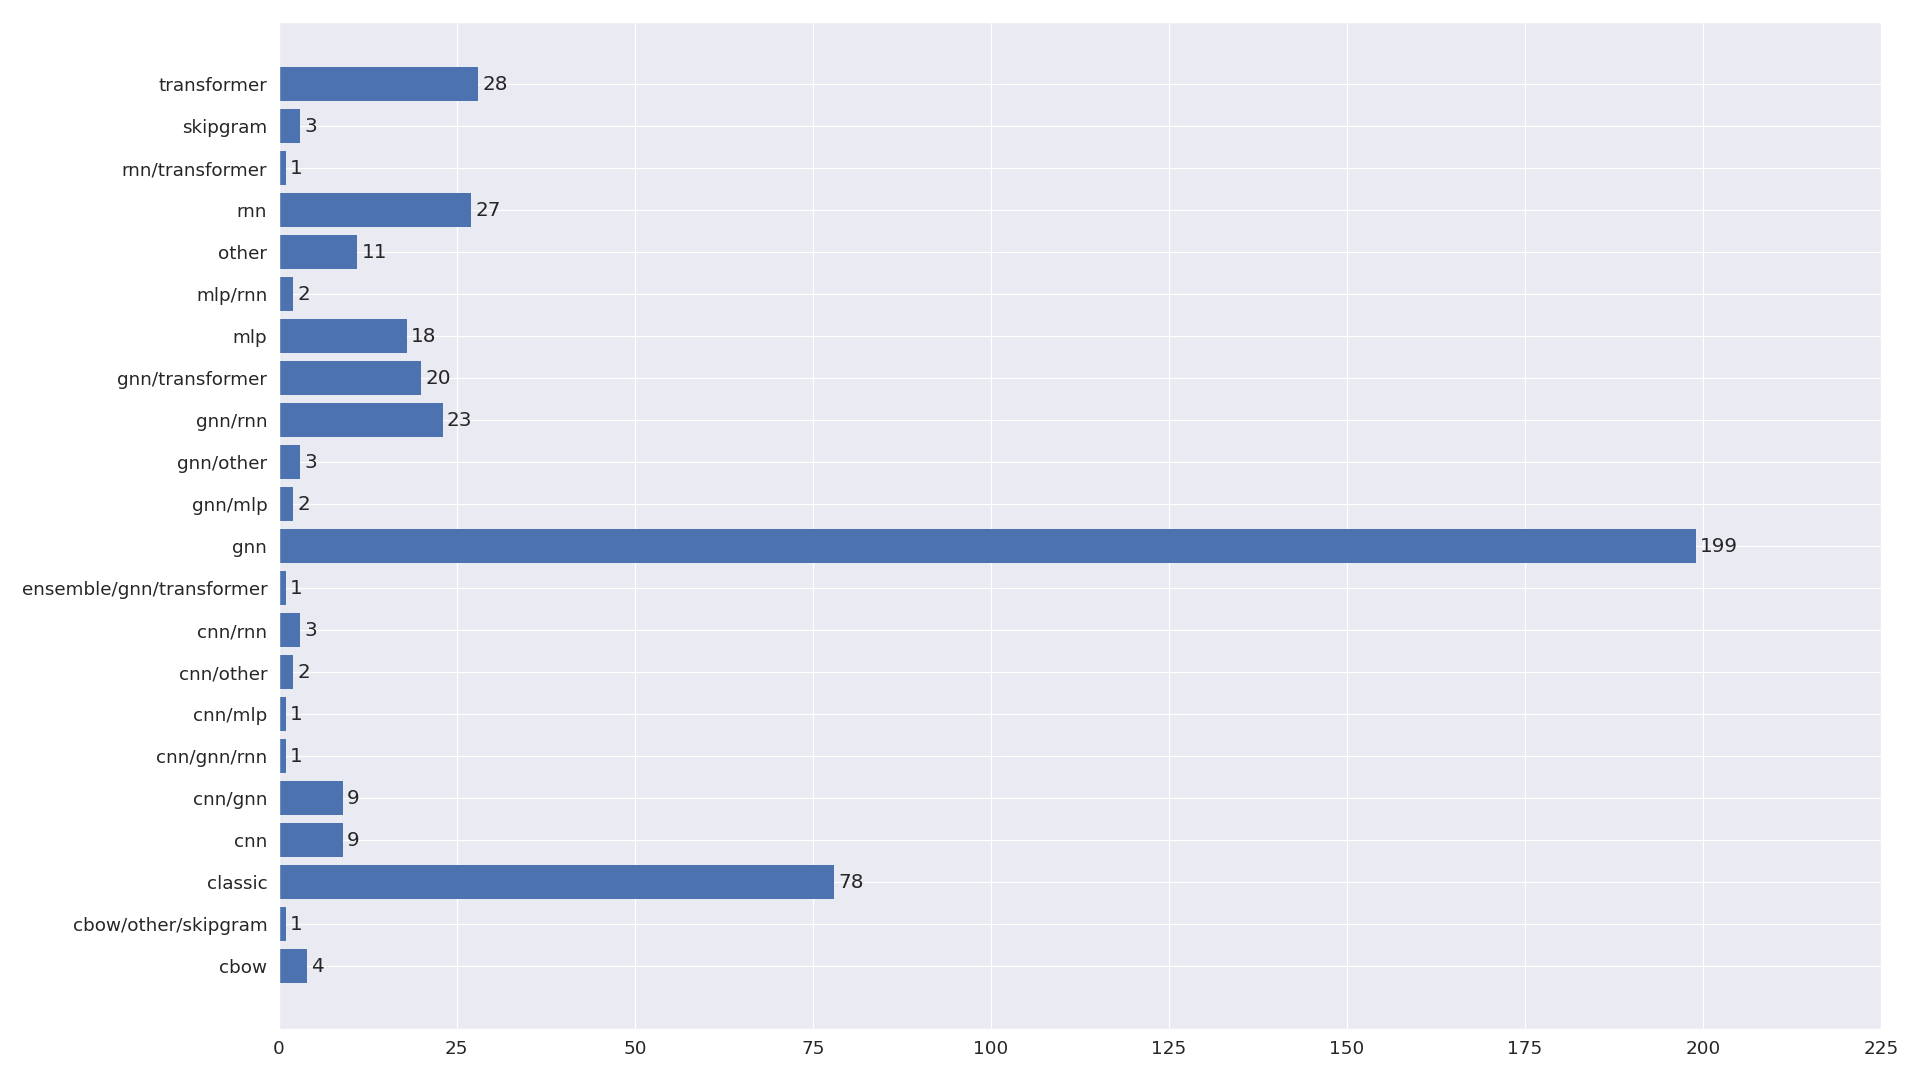 transformer 28
skipgram 3
rnn/transformer 1
rnn 27
other 11
mlp/rnn 2
mlp 18
gnn/transformer 20
gnn/rnn 23
gnn/other 3
gnn/mlp 2
gnn 199
ensemble/gnn/transformer 1
cnn/rnn 3
cnn/other 2
cnn/mlp 1
cnn/gnn/rnn 1
cnn/gnn 9
cnn 9
classic 78
cbow/other/skipgram 1
cbow 4
0 25 50 75 100 125 150 175 200 225